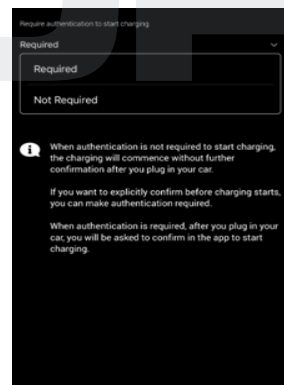 Require authentication to start charging
Required
Required
Not Required
When authentication is not required to start charging,
the charging will commence without further
confirmation after you plug in your car.
If you want to explicitly confirm before charging starts,
you can make authentication required.
When authentication is required, after you plug in your
car, you will be asked to confirm in the app to start
charging.